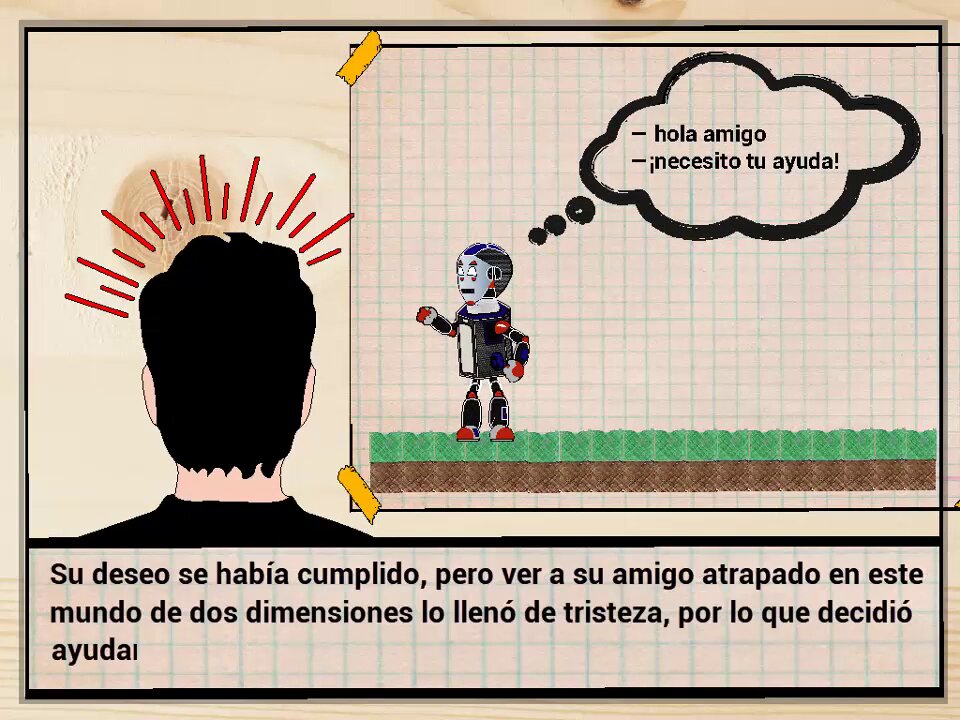 – hola amigo
–¡necesito tu ayuda!
Su deseo se había cumplido, pero ver a su amigo atrapado en este
mundo de dos dimensiones lo llenó de tristeza, por lo que decidió
ayudar